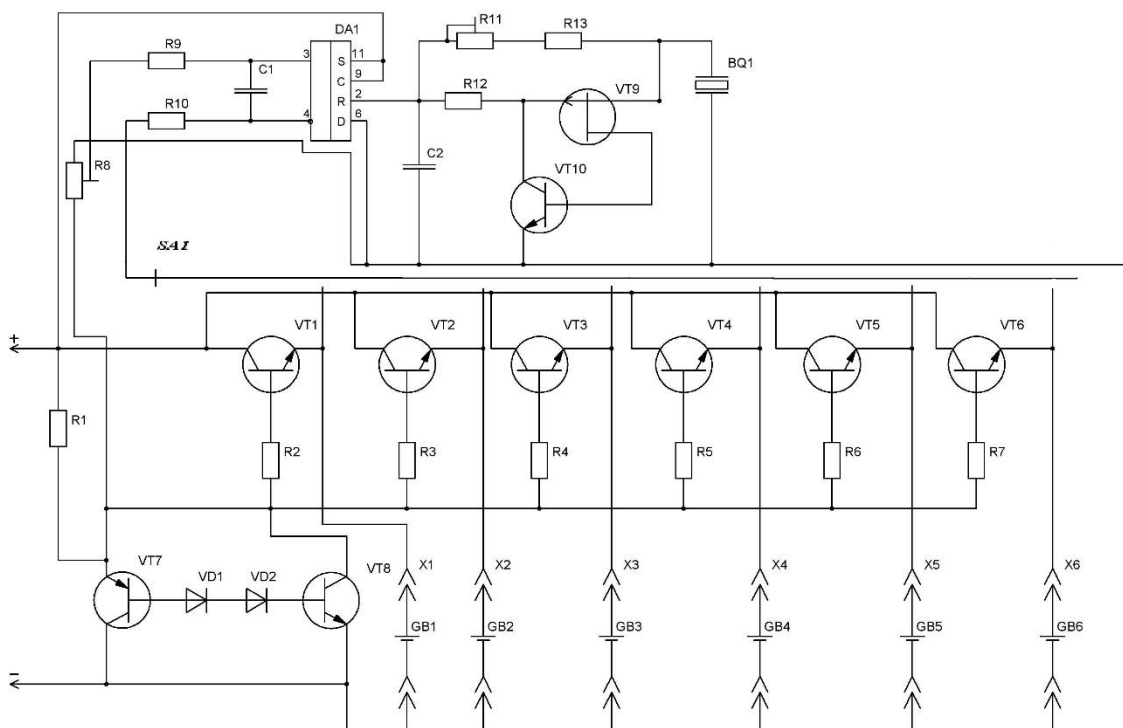 R11 R13
DA1
R9 3 S 11
C1 C 9 BQ1
R 2 R12 VT9
R10 4 D 6
R8 C2 VT10
SA1
VT1 VT2 VT3 VT4 VT5 VT6
+
R1
R2 R3 R4 R5 R6 R7
VT7 VD1 VD2 VT8 X1 X2 X3 X4 X5 X6
GB1 GB2 GB3 GB4 GB5 GB6
−